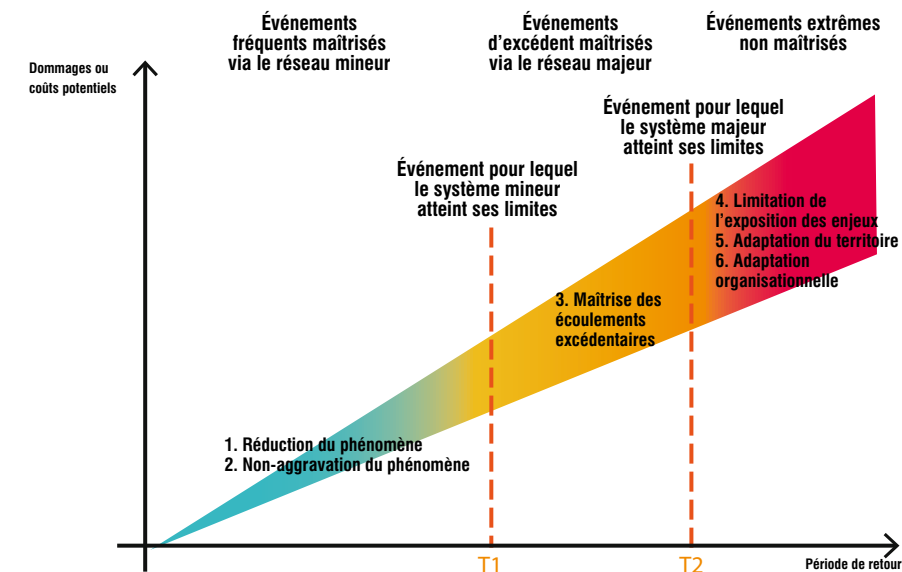 Événements
fréquents maîtrisés
via le réseau mineur
Événements
d'excédent maîtrisés
via le réseau majeur
Événements extrêmes
non maîtrisés
Dommages ou
coûts potentiels
Événement pour lequel
le système majeur
atteint ses limites
Événement pour lequel
le système mineur
atteint ses limites
4. Limitation de
l'exposition des enjeux
5. Adaptation du territoire
6. Adaptation
organisationnelle
3. Maîtrise des
écoulements
excédentaires
1. Réduction du phénomène
2. Non-aggravation du phénomène
T1
T2
Période de retour